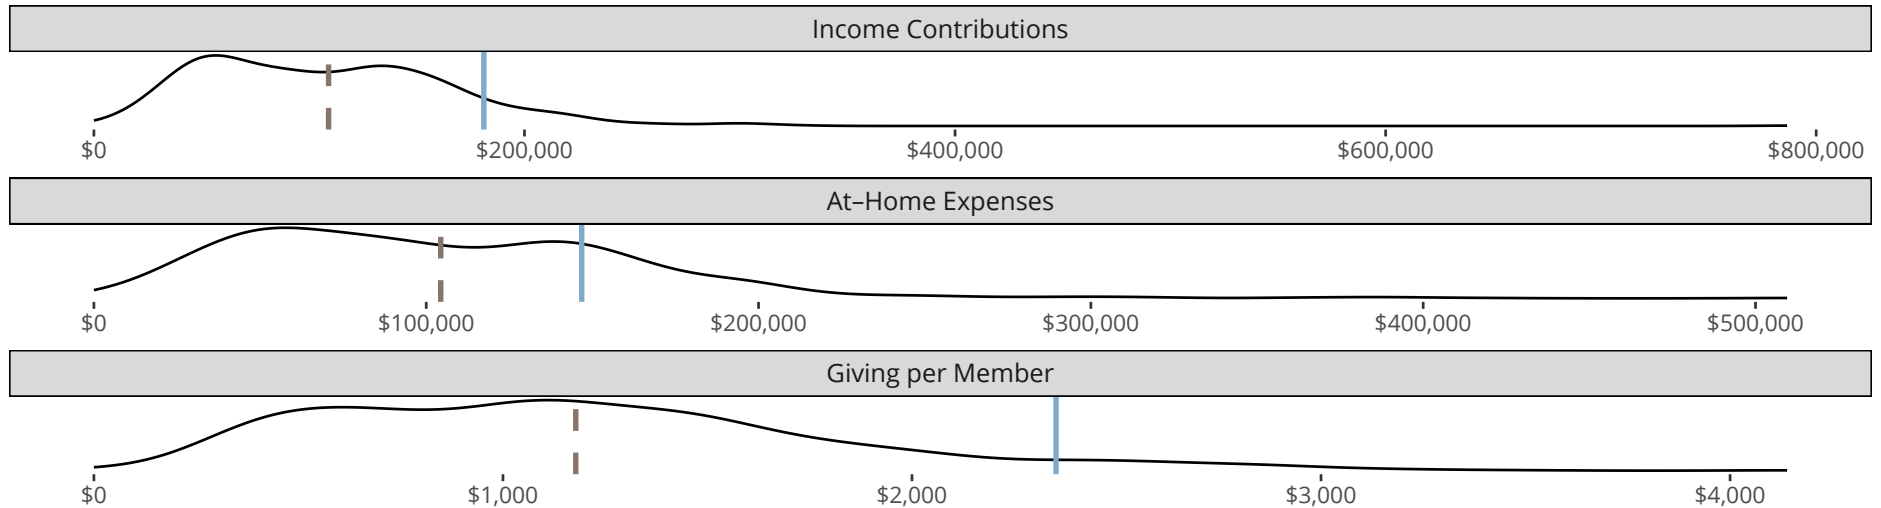 Income Contributions
$0 $200,000 $400,000 $600,000 $800,000
At–Home Expenses
$0 $100,000 $200,000 $300,000 $400,000 $500,000
Giving per Member
$0 $1,000 $2,000 $3,000 $4,000